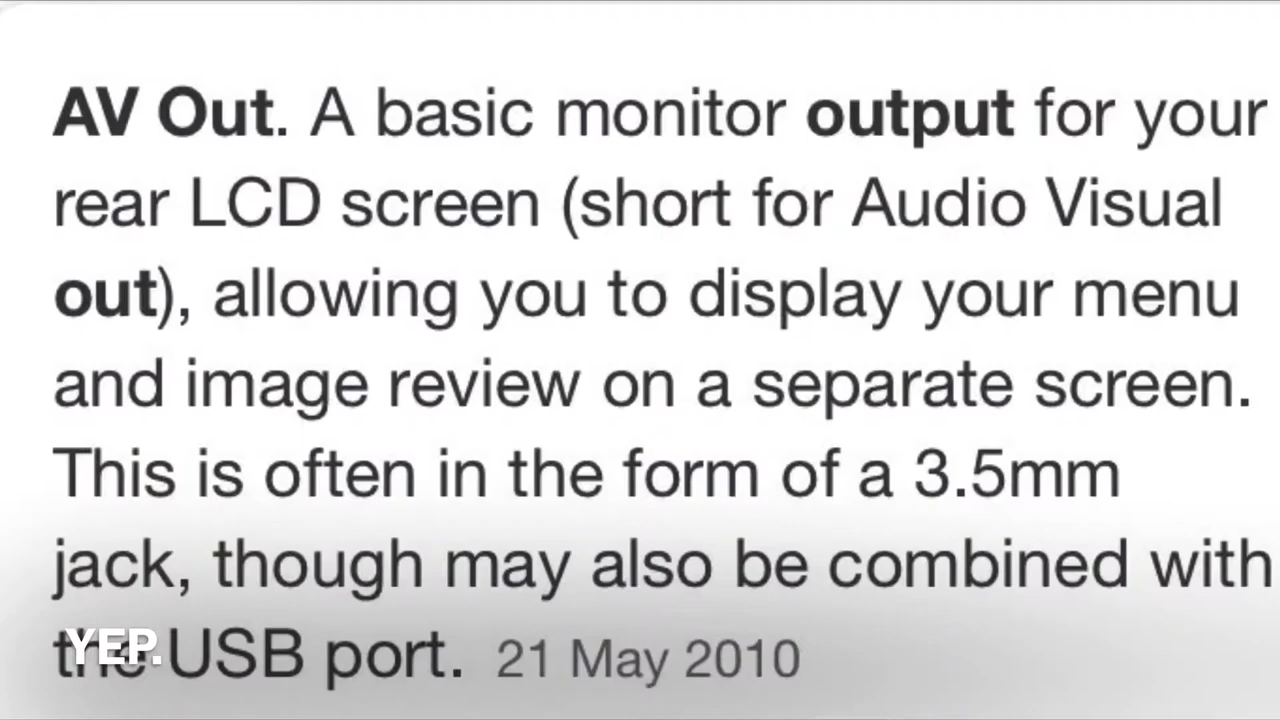 AV Out. A basic monitor output for your
rear LCD screen (short for Audio Visual
out), allowing you to display your menu
and image review on a separate screen.
This is often in the form of a 3.5mm
jack, though may also be combined with
the USB port. 21 May 2010
YEP.